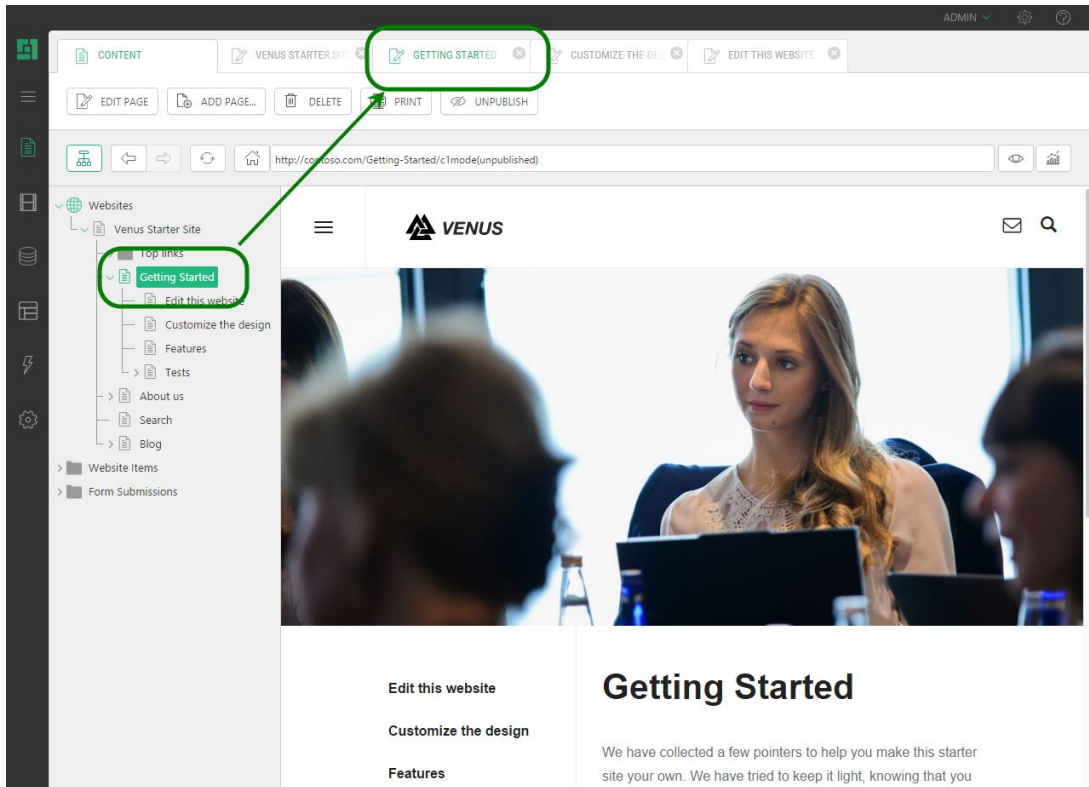 ADMIN
CONTENT
VENUS STARTER SIT
GETTING STARTED
CUSTOMIZE THE DES
EDIT THIS WEBSITE
EDIT PAGE
ADD PAGE...
DELETE
PRINT
UNPUBLISH
http://contoso.com/Getting-Started/c1mode(unpublished)
Websites
Venus Starter Site
Top links
Getting Started
Edit this website
Customize the design
Features
Tests
About us
Search
Blog
Website Items
Form Submissions
VENUS
Edit this website
Customize the design
Features
Getting Started
We have collected a few pointers to help you make this starter
site your own. We have tried to keep it light, knowing that you